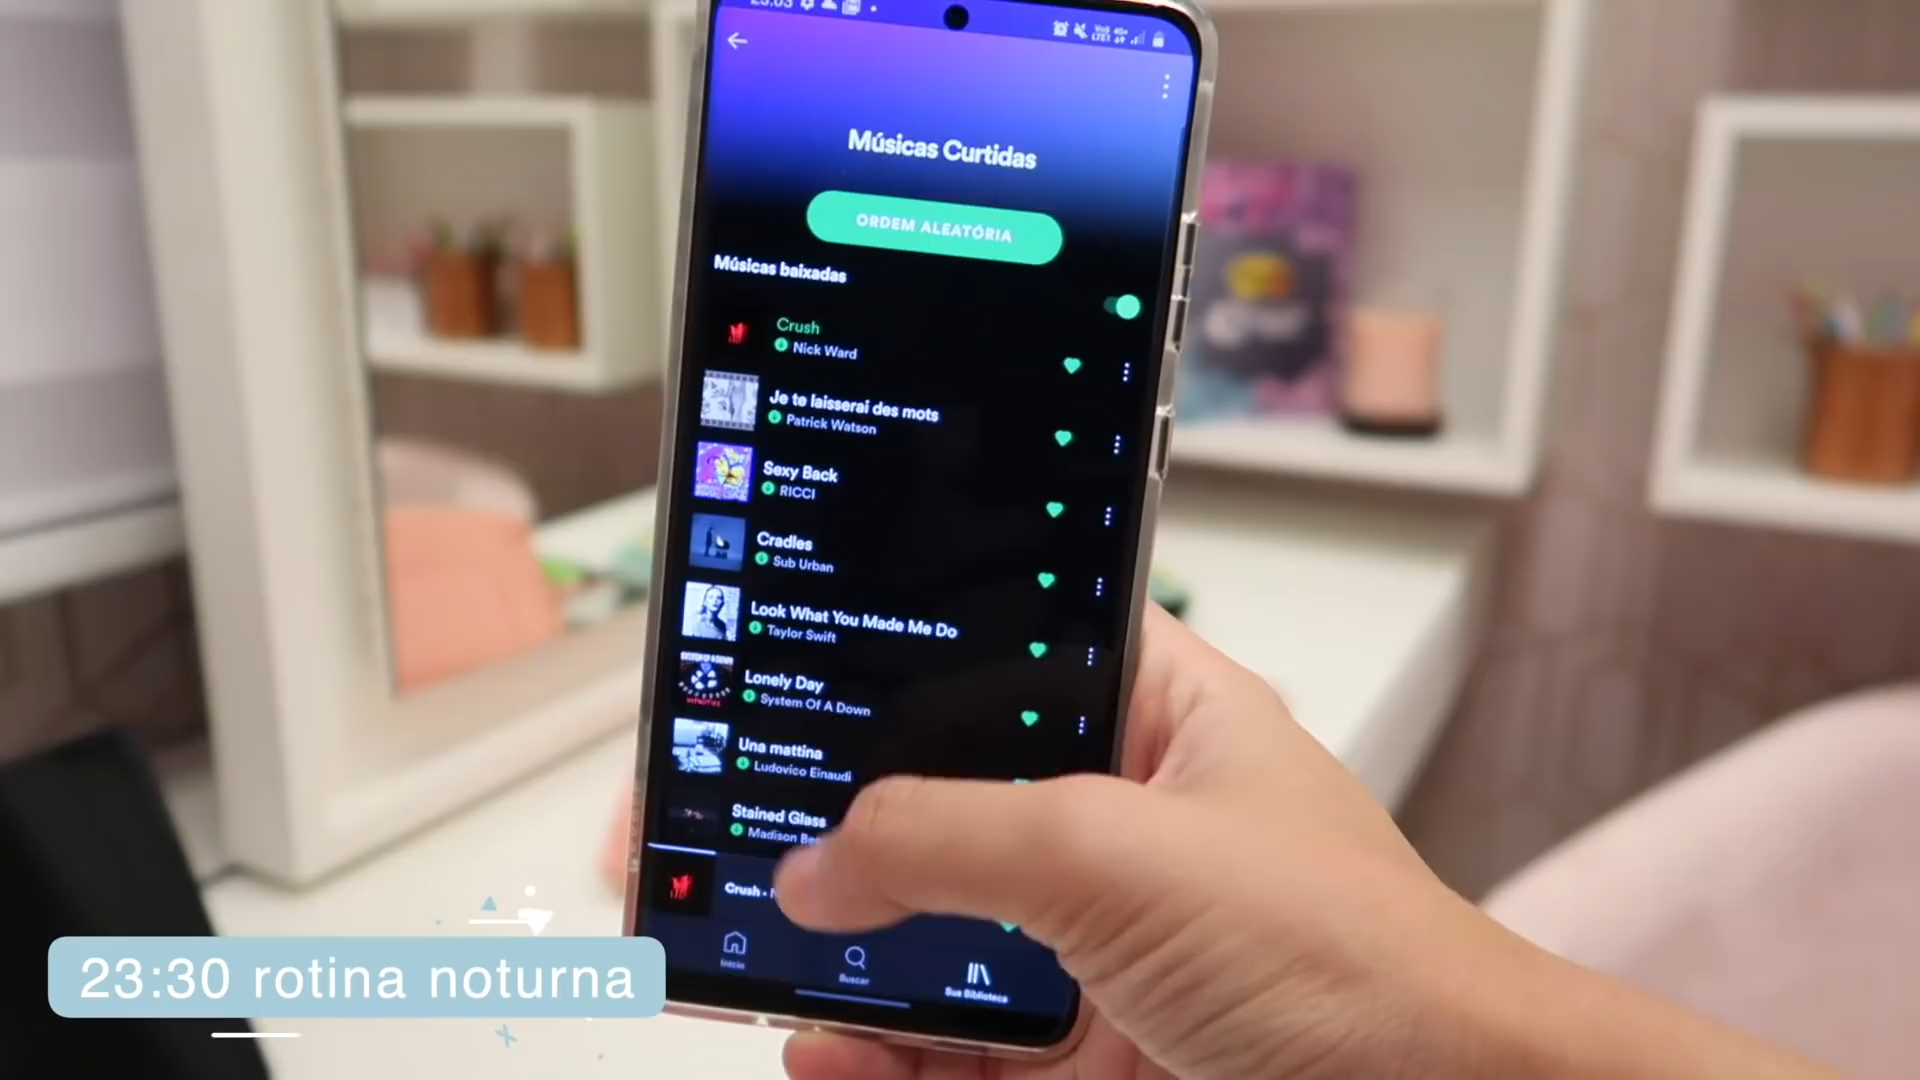 Músicas Curtidas
ORDEM ALEATÓRIA
Músicas baixadas
Crush
Nick Ward
Je te laisserai des mots
Patrick Watson
Sexy Back
RICCI
Cradles
Sub Urban
Look What You Made Me Do
Taylor Swift
Lonely Day
System Of A Down
Una mattina
Ludovico Einaudi
Stained Glass
Madison
Crush •
Início
Buscar
Sua Biblioteca
23:30 rotina noturna